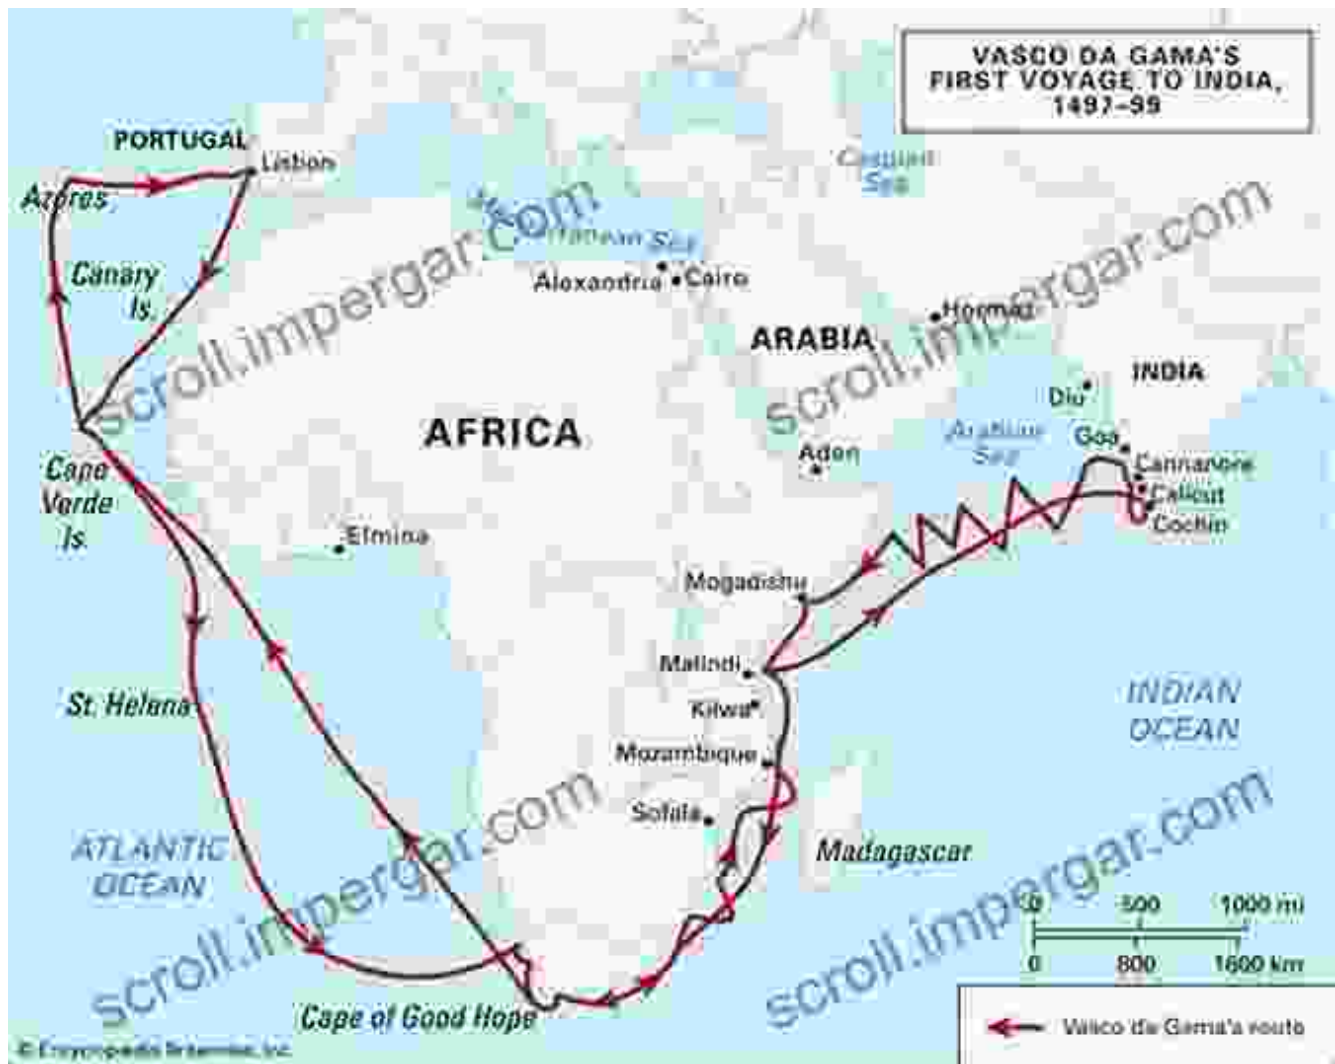 VASCO DA GAMA'S
FIRST VOYAGE TO INDIA,
1497–99
PORTUGAL
Lisbon
Azores
Canary
Is.
Caspian
Sea
Sea
Alexandria
Cairo
Hormuz
ARABIA
INDIA
Diu
AFRICA
Arabian
Sea
Goa
Aden
Cannanore
Calicut
Cochin
Cape
Verde
Is.
Elmina
Mogadishu
Malindi
St. Helena
Kilwa
INDIAN
OCEAN
Mozambique
Sofala
Madagascar
ATLANTIC
OCEAN
0 500 1000 mi
0 800 1600 km
Cape of Good Hope
Vasco da Gama's route
© Encyclopædia Britannica, Inc.
scroll.impergar.com
scroll.impergar.com
scroll.impergar.com
scroll.impergar.com